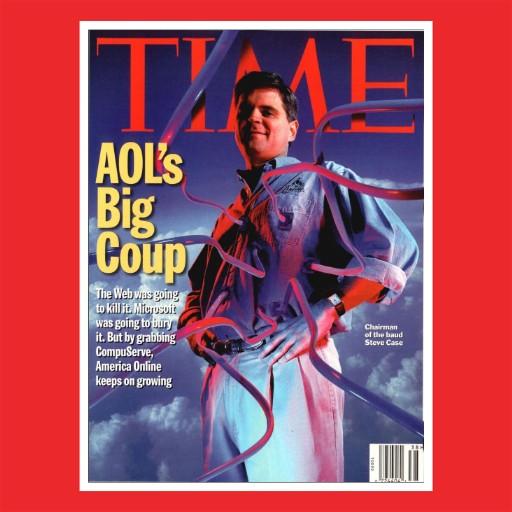 TIME
AOL's
Big
Coup
The Web was going
to kill it. Microsoft
was going to bury
it. But by grabbing
CompuServe,
America Online
keeps on growing
Chairman
of the baud
Steve Case
38